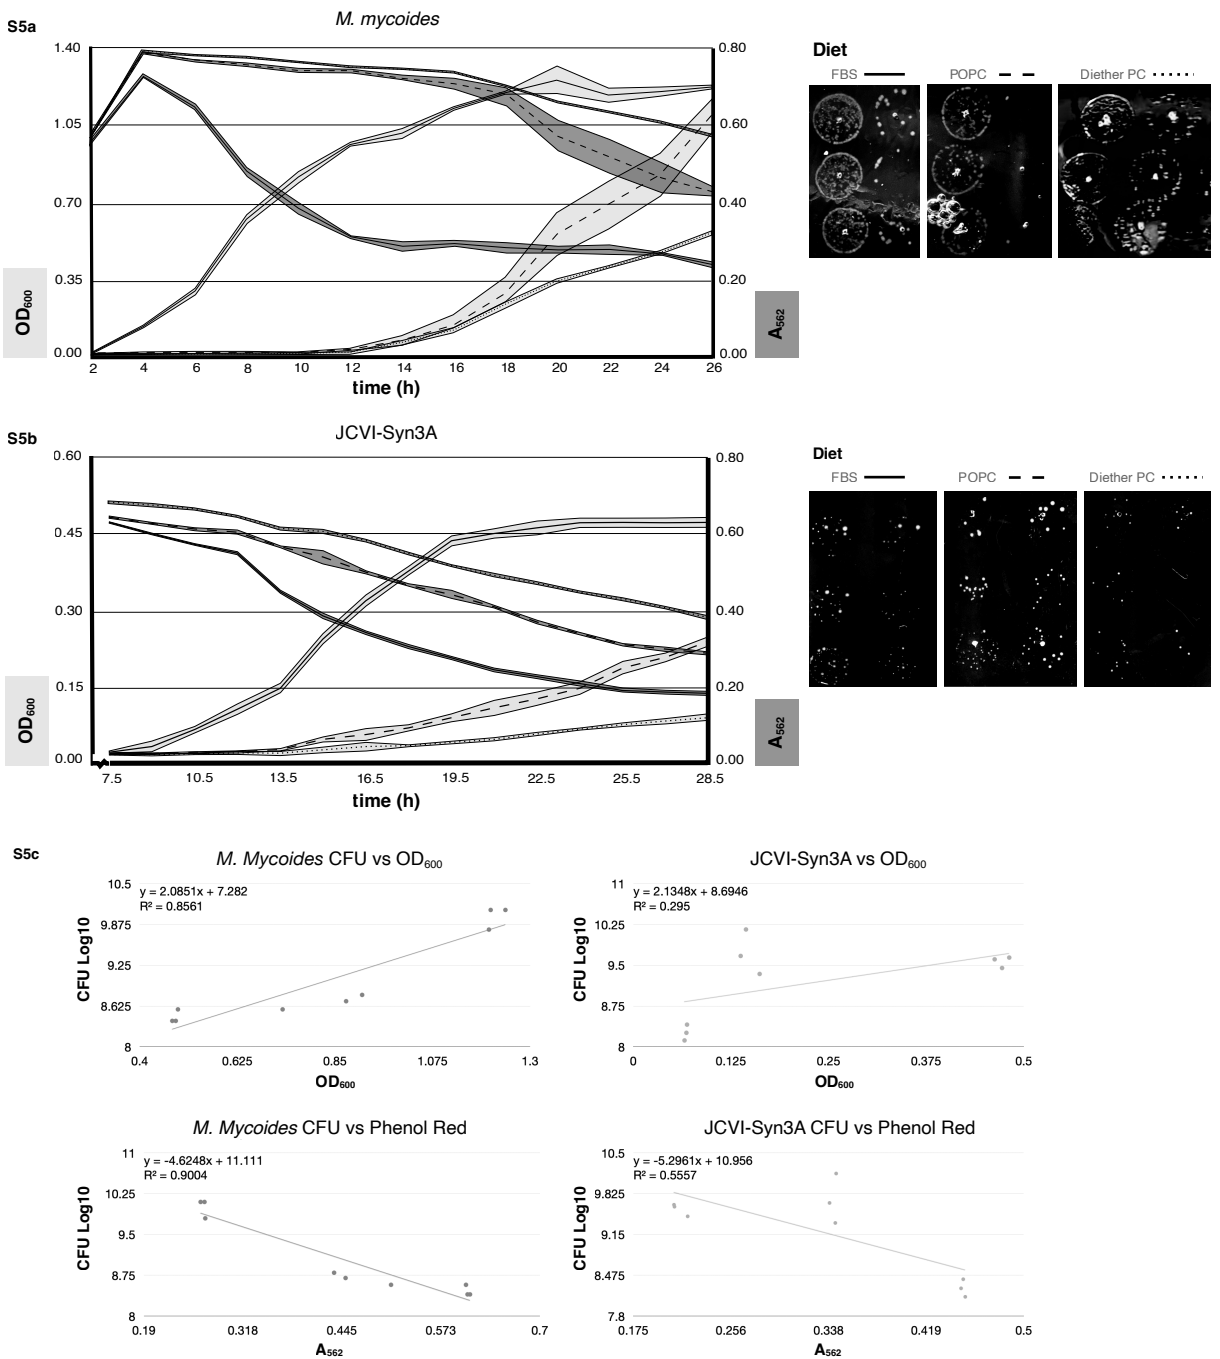 S5a
M. mycoides
1.40
1.05
0.70
0.35
0.00
0.80
0.60
0.40
0.20
0.00
OD600
A562
2 4 6 8 10 12 14 16 18 20 22 24 26
time (h)
Diet
FBS POPC Diether PC
S5b
JCVI-Syn3A
0.60
0.45
0.30
0.15
0.00
0.80
0.60
0.40
0.20
0.00
OD600
A562
7.5 10.5 13.5 16.5 19.5 22.5 25.5 28.5
time (h)
Diet
FBS POPC Diether PC
S5c
M. Mycoides CFU vs OD600
y = 2.0851x + 7.282
R² = 0.8561
CFU Log10
10.5
9.875
9.25
8.625
8
0.4 0.625 0.85 1.075 1.3
OD600
JCVI-Syn3A vs OD600
y = 2.1348x + 8.6946
R² = 0.295
CFU Log10
11
10.25
9.5
8.75
8
0 0.125 0.25 0.375 0.5
OD600
M. Mycoides CFU vs Phenol Red
y = -4.6248x + 11.111
R² = 0.9004
CFU Log10
11
10.25
9.5
8.75
8
0.19 0.318 0.445 0.573 0.7
A562
JCVI-Syn3A CFU vs Phenol Red
y = -5.2961x + 10.956
R² = 0.5557
CFU Log10
10.5
9.825
9.15
8.475
7.8
0.175 0.256 0.338 0.419 0.5
A562